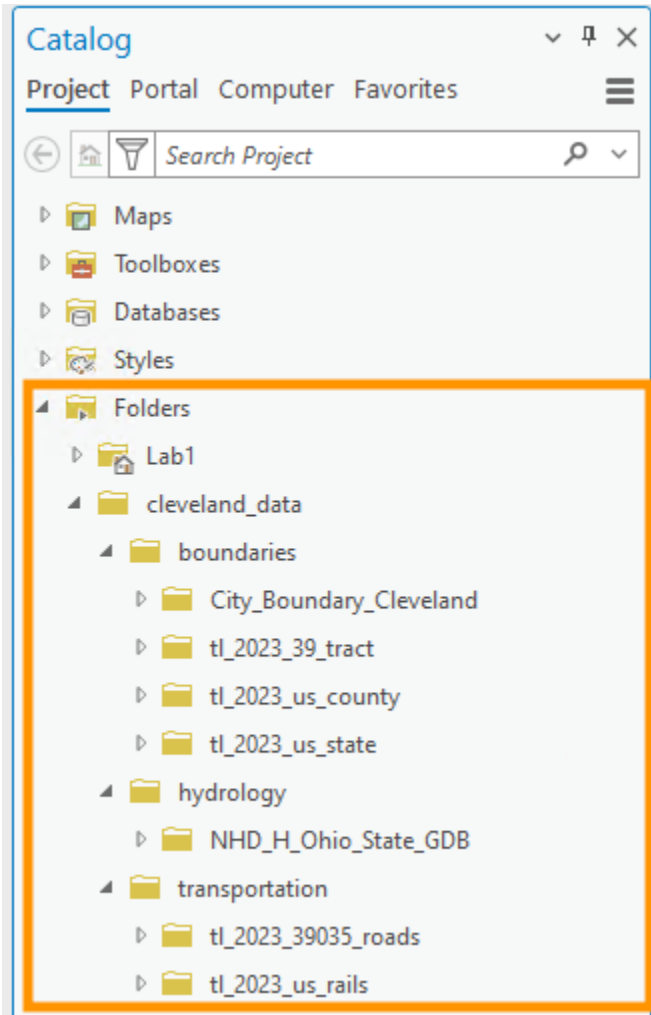 Catalog
Project Portal Computer Favorites
Search Project
Maps
Toolboxes
Databases
Styles
Folders
Lab1
cleveland_data
boundaries
City_Boundary_Cleveland
tl_2023_39_tract
tl_2023_us_county
tl_2023_us_state
hydrology
NHD_H_Ohio_State_GDB
transportation
tl_2023_39035_roads
tl_2023_us_rails